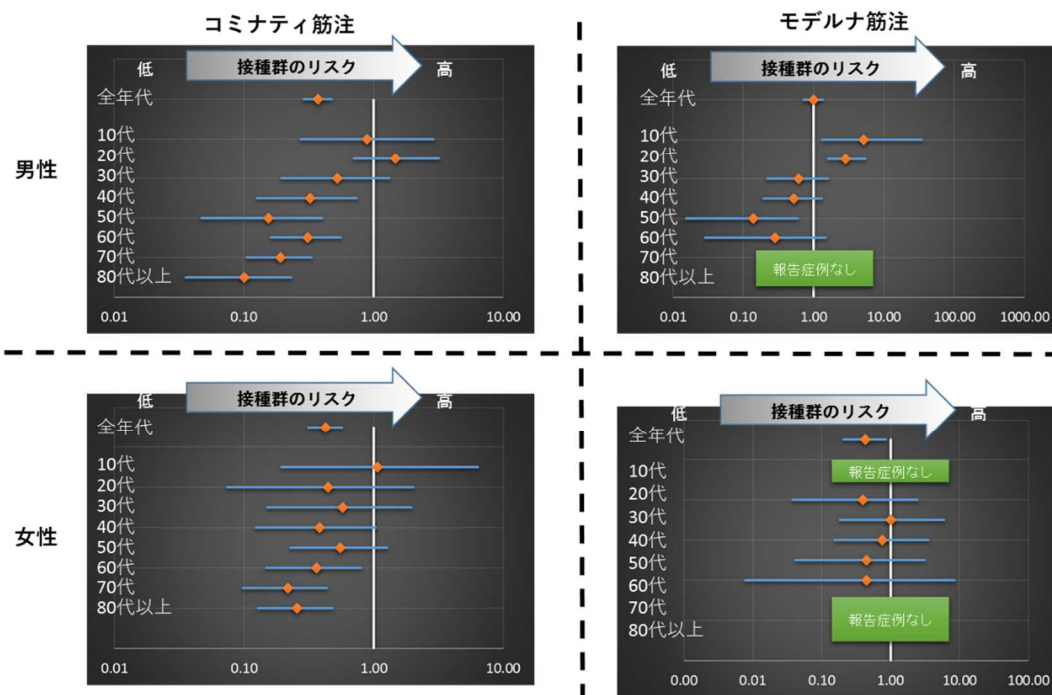 コミナティ筋注
モデルナ筋注
男性
低
接種群のリスク
高
全年代
10代
20代
30代
40代
50代
60代
70代
80代以上
0.01
0.10
1.00
10.00
低
接種群のリスク
高
全年代
10代
20代
30代
40代
50代
60代
70代
80代以上
報告症例なし
0.01
0.10
1.00
10.00
100.00
1000.00
女性
低
接種群のリスク
高
全年代
10代
20代
30代
40代
50代
60代
70代
80代以上
0.01
0.10
1.00
10.00
低
接種群のリスク
高
全年代
10代
報告症例なし
20代
30代
40代
50代
60代
70代
80代以上
報告症例なし
0.00
0.01
0.10
1.00
10.00
100.00